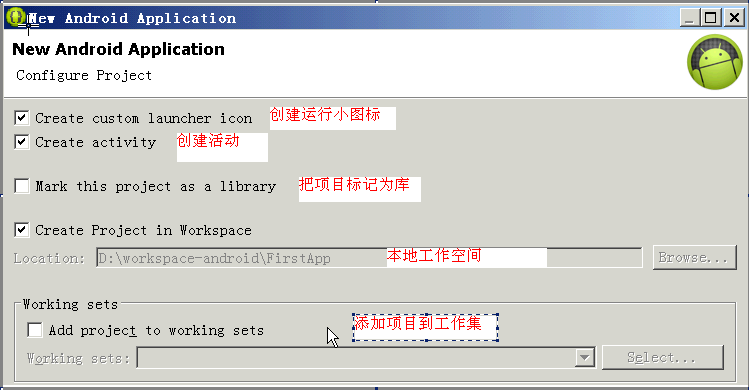 New Android Application
New Android Application
Configure Project
Create custom launcher icon 创建运行小图标
Create activity 创建活动
Mark this project as a library 把项目标记为库
Create Project in Workspace
Location: D:\workspace-android\FirstApp 本地工作空间 Browse...
Working sets
Add project to working sets 添加项目到工作集
Working sets: Select...